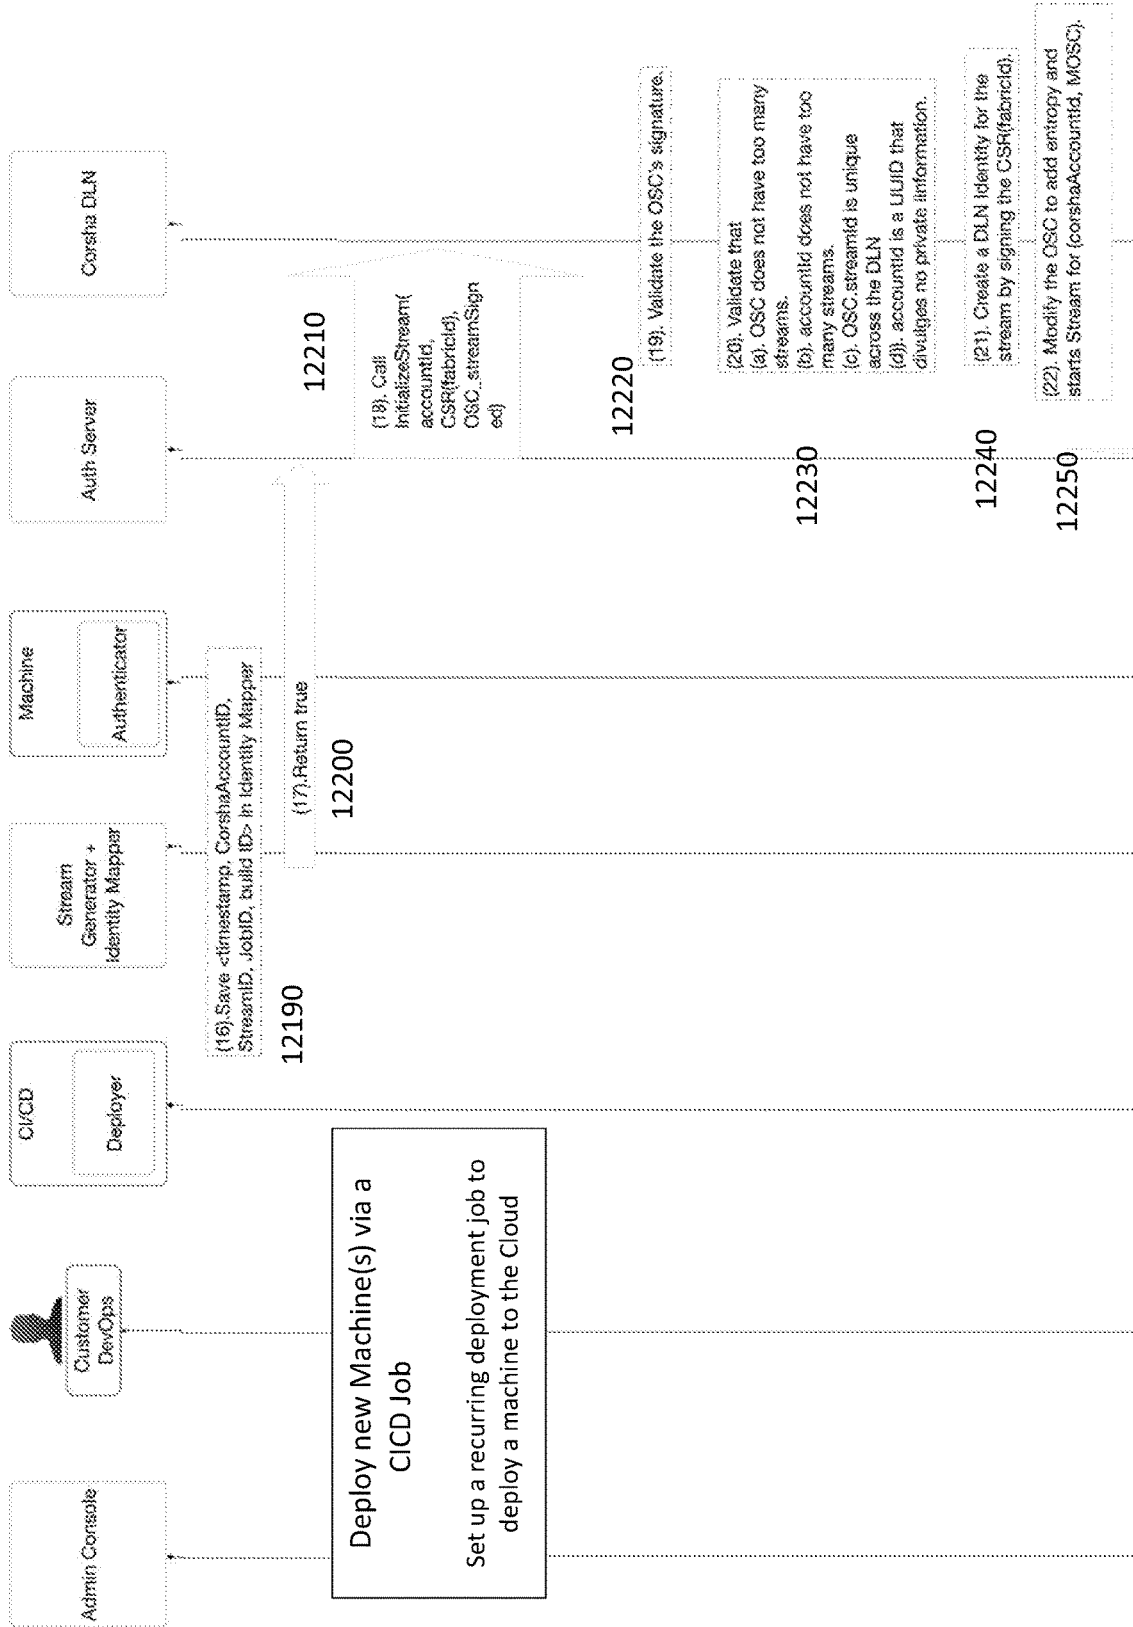 Admin Console
Customer
DevOps
CI/CD
Deployer
Stream
Generator +
Identity Mapper
Machine
Authenticator
Auth Server
Corsha DLN
Deploy new Machine(s) via a
CICD Job
Set up a recurring deployment job to
deploy a machine to the Cloud
(16).Save <timestamp, CorshaAccountID,
StreamID, JobID, build ID> in Identity Mapper
12190
(17).Return true
12200
12210
(18). Call
InitializeStream(
accountId,
CSR(fabricId),
OSC_streamSign
ed)
12220
(19). Validate the OSC's signature.
(20). Validate that
(a). OSC does not have too many
streams.
(b). accountId does not have too
many streams.
(c). OSC.streamId is unique
across the DLN
(d)). accountId is a UUID that
divulges no private iinformation.
12230
(21). Create a DLN identity for the
stream by signing the CSR(fabricId).
12240
(22). Modify the OSC to add entropy and
starts Stream for (corshaAccountId, MOSC).
12250